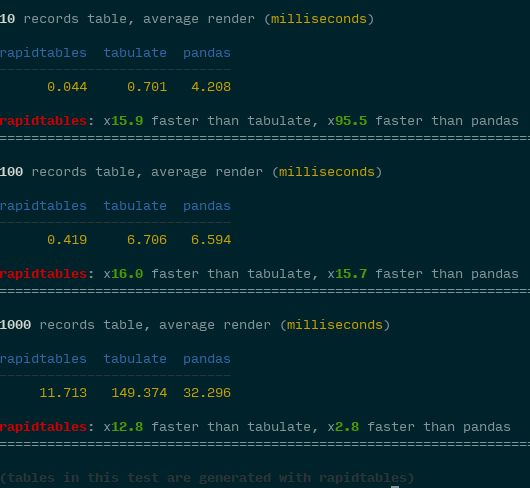 10 records table, average render (milliseconds)
rapidtables  tabulate  pandas
-----------------------------
      0.044     0.701   4.208
rapidtables: x15.9 faster than tabulate, x95.5 faster than pandas
==================================================================
100 records table, average render (milliseconds)
rapidtables  tabulate  pandas
-----------------------------
      0.419     6.706   6.594
rapidtables: x16.0 faster than tabulate, x15.7 faster than pandas
==================================================================
1000 records table, average render (milliseconds)
rapidtables  tabulate  pandas
-----------------------------
     11.713   149.374  32.296
rapidtables: x12.8 faster than tabulate, x2.8 faster than pandas
==================================================================
(tables in this test are generated with rapidtables)